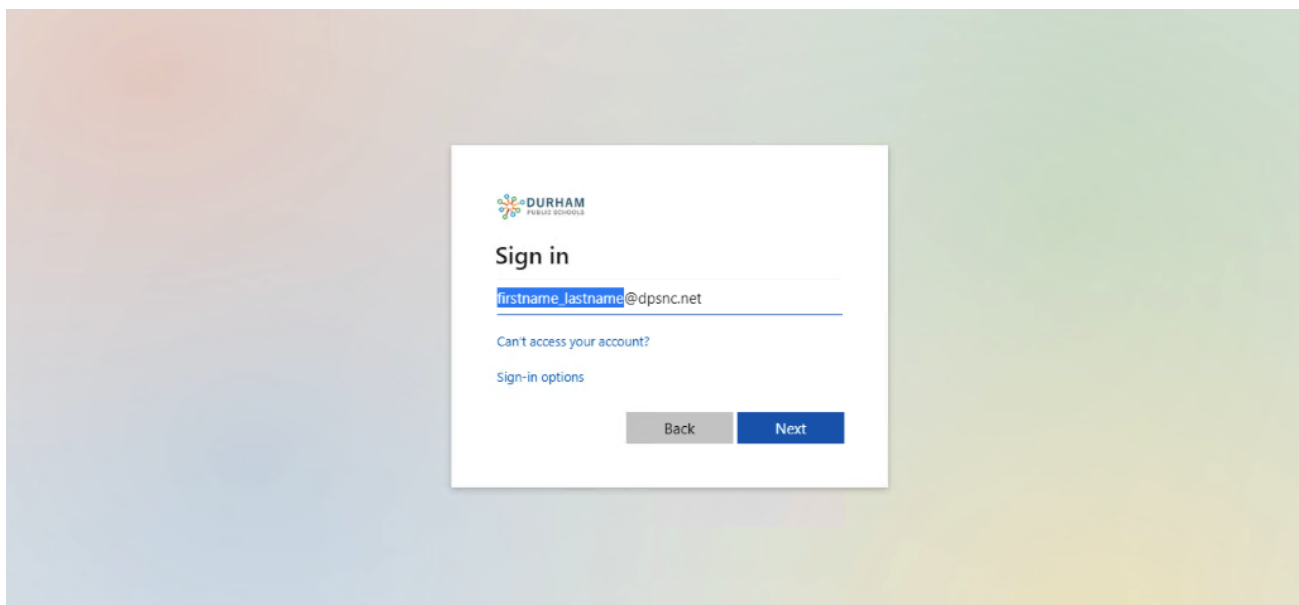 DURHAM
PUBLIC SCHOOLS
Sign in
firstname_lastname@dpsnc.net
Can't access your account?
Sign-in options
Back Next